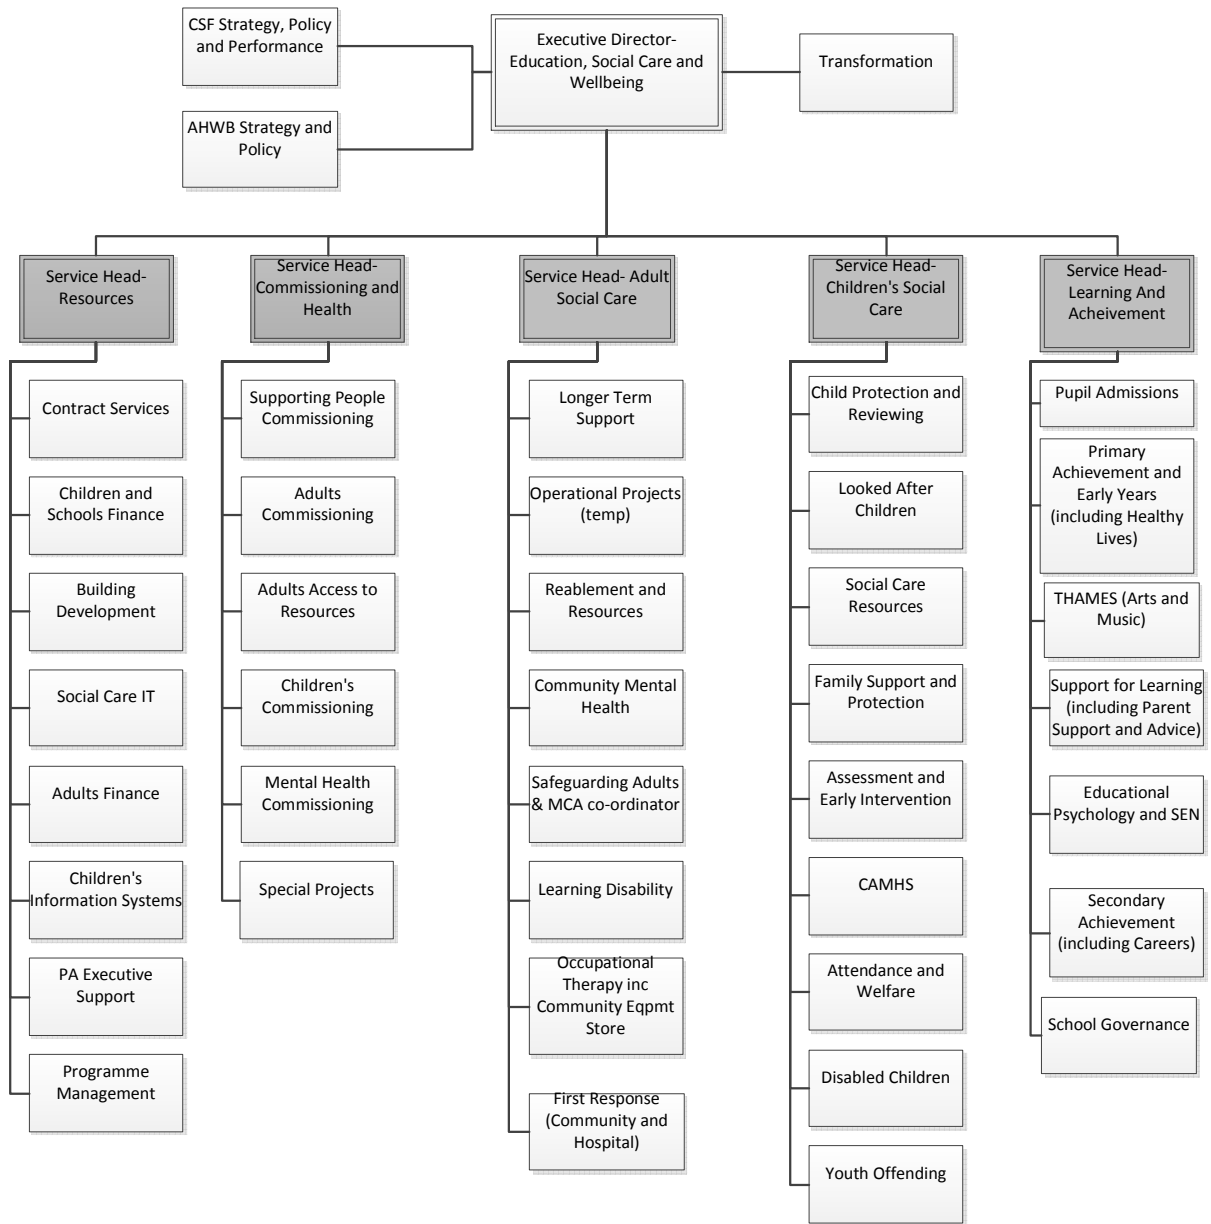 CSF Strategy, Policy
and Performance
Executive Director-
Education, Social Care and
Wellbeing
Transformation
AHWB Strategy and
Policy
Service Head-
Resources
Service Head-
Commissioning and
Health
Service Head- Adult
Social Care
Service Head-
Children's Social
Care
Service Head-
Learning And
Acheivement
Contract Services
Children and
Schools Finance
Building
Development
Social Care IT
Adults Finance
Children's
Information Systems
PA Executive
Support
Programme
Management
Supporting People
Commissioning
Adults
Commissioning
Adults Access to
Resources
Children's
Commissioning
Mental Health
Commissioning
Special Projects
Longer Term
Support
Operational Projects
(temp)
Reablement and
Resources
Community Mental
Health
Safeguarding Adults
& MCA co-ordinator
Learning Disability
Occupational
Therapy inc
Community Eqpmt
Store
First Response
(Community and
Hospital)
Child Protection and
Reviewing
Looked After
Children
Social Care
Resources
Family Support and
Protection
Assessment and
Early Intervention
CAMHS
Attendance and
Welfare
Disabled Children
Youth Offending
Pupil Admissions
Primary
Achievement and
Early Years
(including Healthy
Lives)
THAMES (Arts and
Music)
Support for Learning
(including Parent
Support and Advice)
Educational
Psychology and SEN
Secondary
Achievement
(including Careers)
School Governance